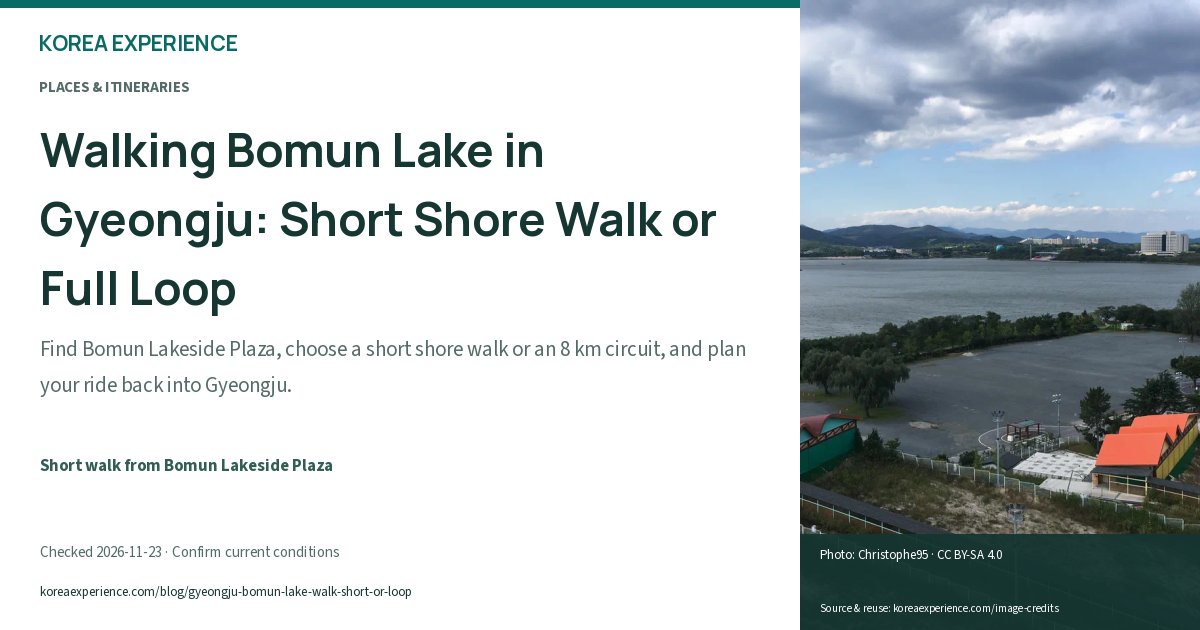 KOREA EXPERIENCE
PLACES & ITINERARIES
Walking Bomun Lake in
Gyeongju: Short Shore Walk or
Full Loop
Find Bomun Lakeside Plaza, choose a short shore walk or an 8 km circuit, and plan
your ride back into Gyeongju.
Short walk from Bomun Lakeside Plaza
Checked 2026-11-23 · Confirm current conditions
koreaexperience.com/blog/gyeongju-bomun-lake-walk-short-or-loop
Photo: Christophe95 · CC BY-SA 4.0
Source & reuse: koreaexperience.com/image-credits